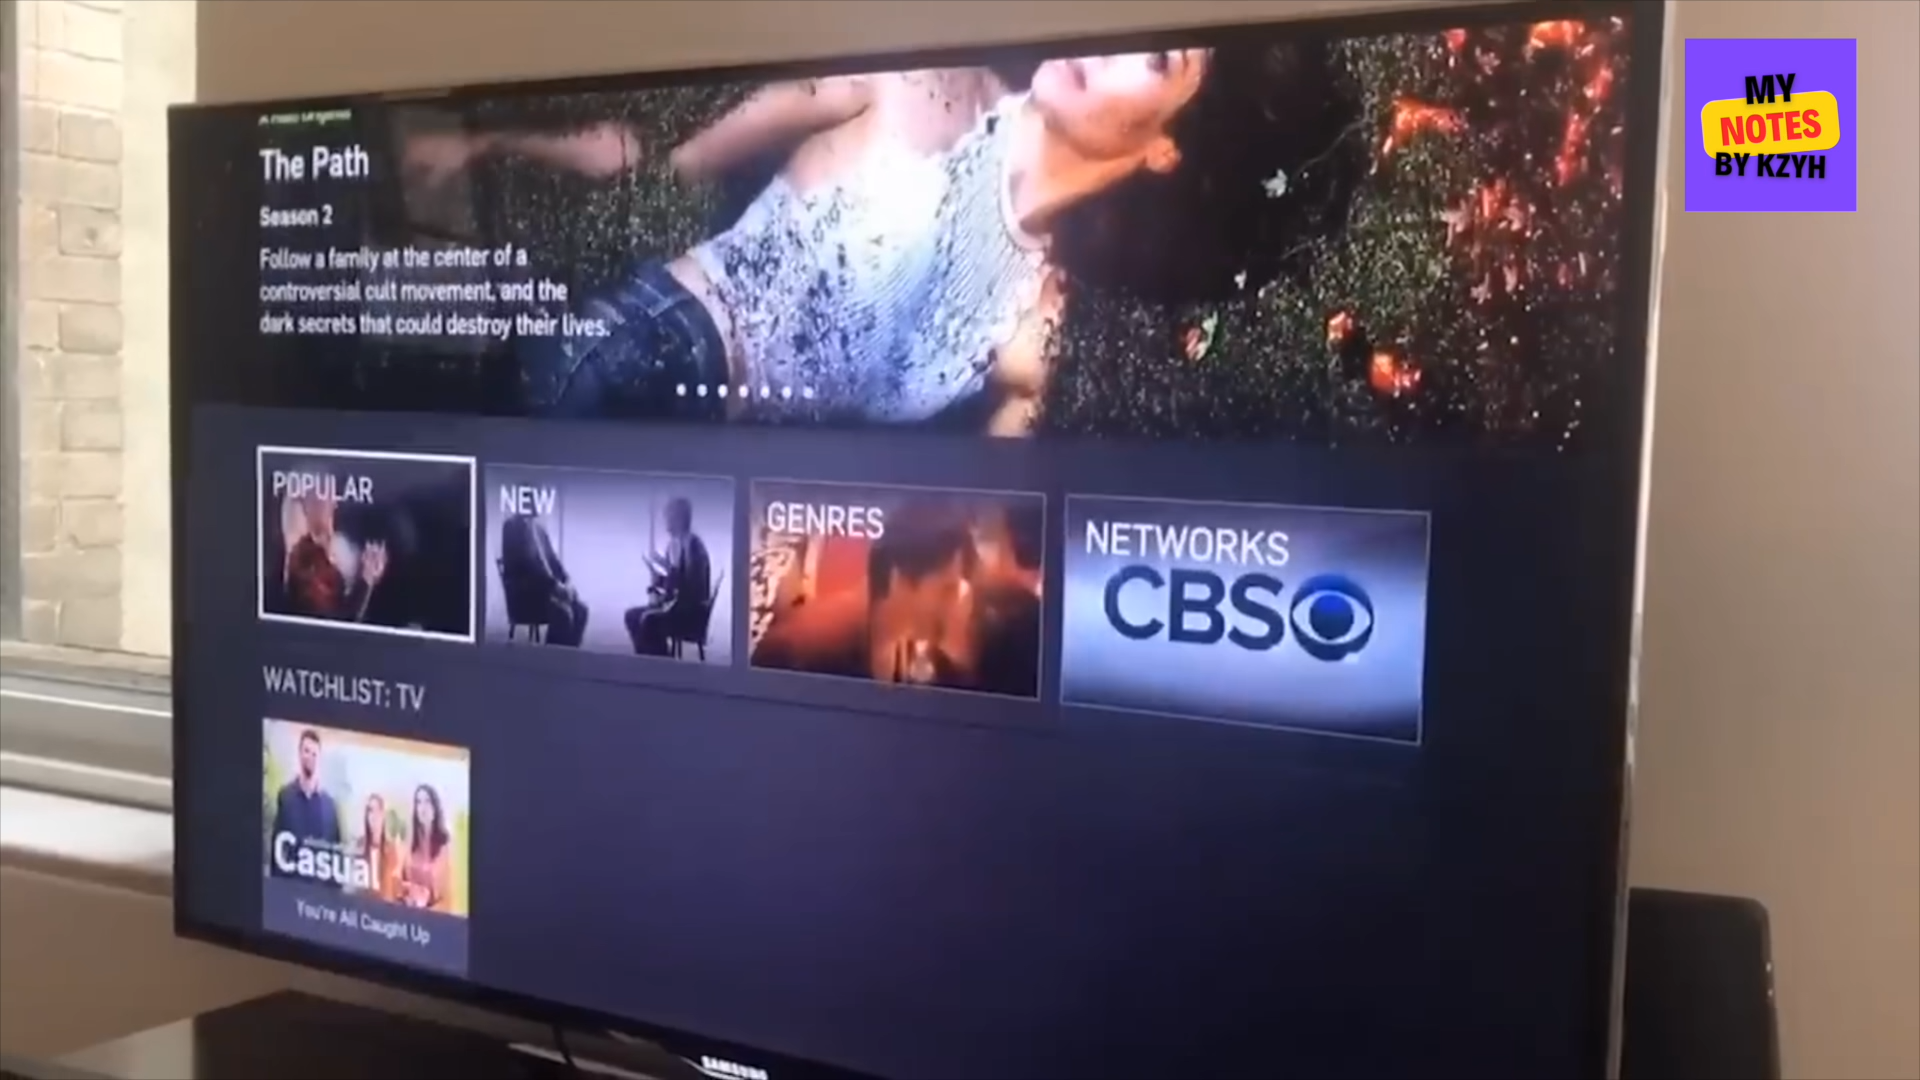 MY
NOTES
BY KZYH
The Path
Season 2
Follow a family at the center of a
controversial cult movement, and the
dark secrets that could destroy their lives.
POPULAR
NEW
GENRES
NETWORKS
CBS
WATCHLIST: TV
Casual
You're All Caught Up
SAMSUNG